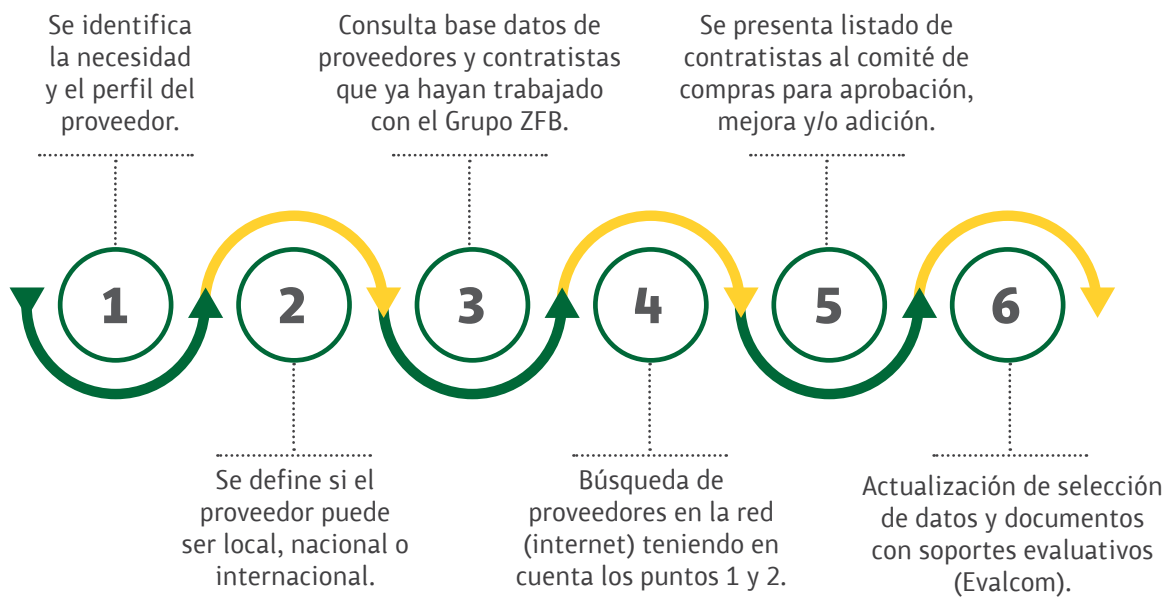 Se identifica
la necesidad
y el perfil del
proveedor.
Consulta base datos de
proveedores y contratistas
que ya hayan trabajado
con el Grupo ZFB.
Se presenta listado de
contratistas al comité de
compras para aprobación,
mejora y/o adición.
1
2
3
4
5
6
Se define si el
proveedor puede
ser local, nacional o
internacional.
Búsqueda de
proveedores en la red
(internet) teniendo en
cuenta los puntos 1 y 2.
Actualización de selección
de datos y documentos
con soportes evaluativos
(Evalcom).